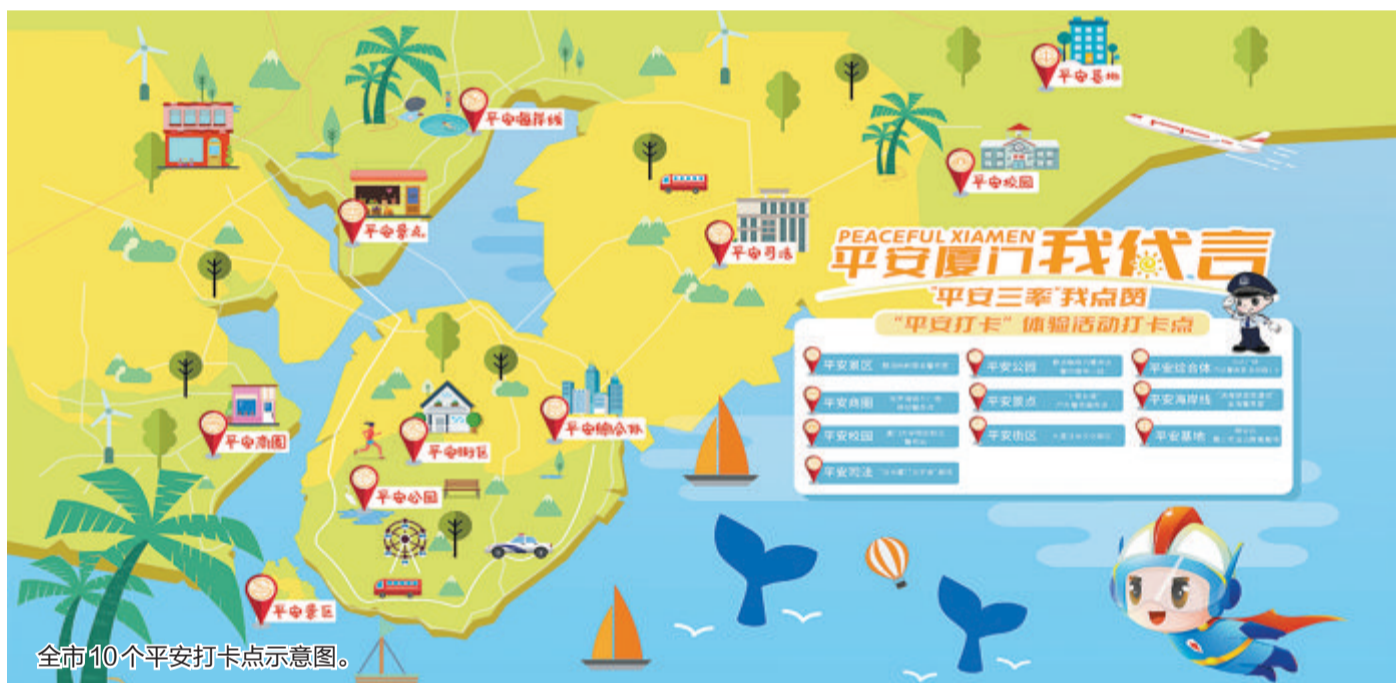 平安基地
平安海岸线
平安校园
平安景点
平安司法
PEACEFUL XIAMEN
平安厦门我代言
"平安三率"我点赞
"平安打卡" 体验活动打卡点
平安景区
平安公园
平安综合体
平安商圈
平安景点
平安海岸线
平安校园
平安街区
平安基地
平安司法
平安商圈
平安街区
平安综合体
平安公园
平安景区
全市10个平安打卡点示意图。